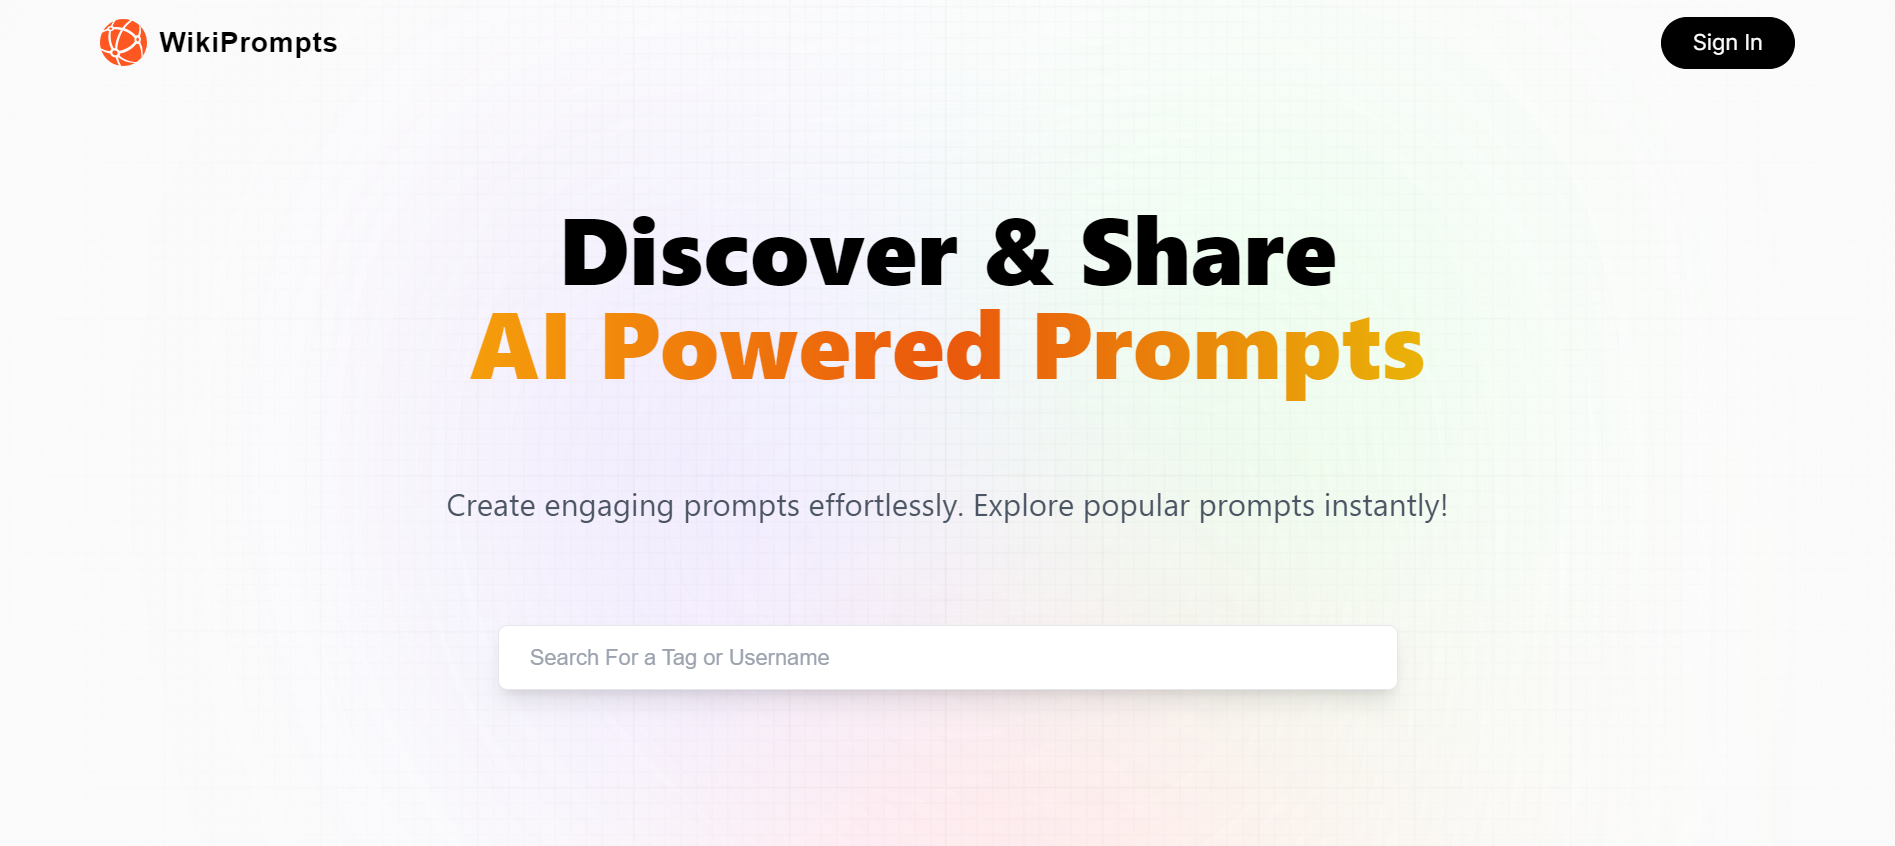 WikiPrompts
Sign In
Discover & Share
AI Powered Prompts
Create engaging prompts effortlessly. Explore popular prompts instantly!
Search For a Tag or Username